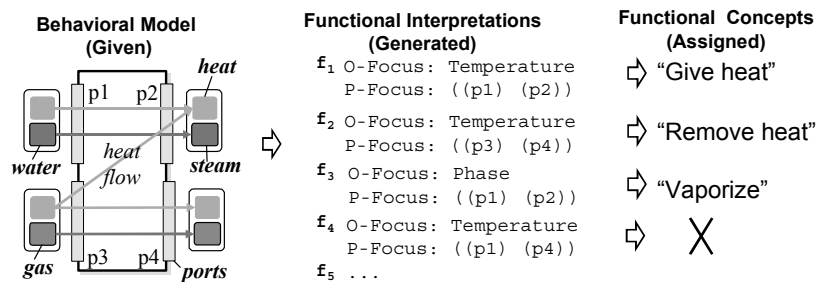 Behavioral Model
(Given)
heat
p1 p2
water
heat
flow
steam
gas
p3 p4
ports
Functional Interpretations
(Generated)
f1 O-Focus: Temperature
P-Focus: ((p1) (p2))
f2 O-Focus: Temperature
P-Focus: ((p3) (p4))
f3 O-Focus: Phase
P-Focus: ((p1) (p2))
f4 O-Focus: Temperature
P-Focus: ((p1) (p4))
f5 ...
Functional Concepts
(Assigned)
“Give heat”
“Remove heat”
“Vaporize”